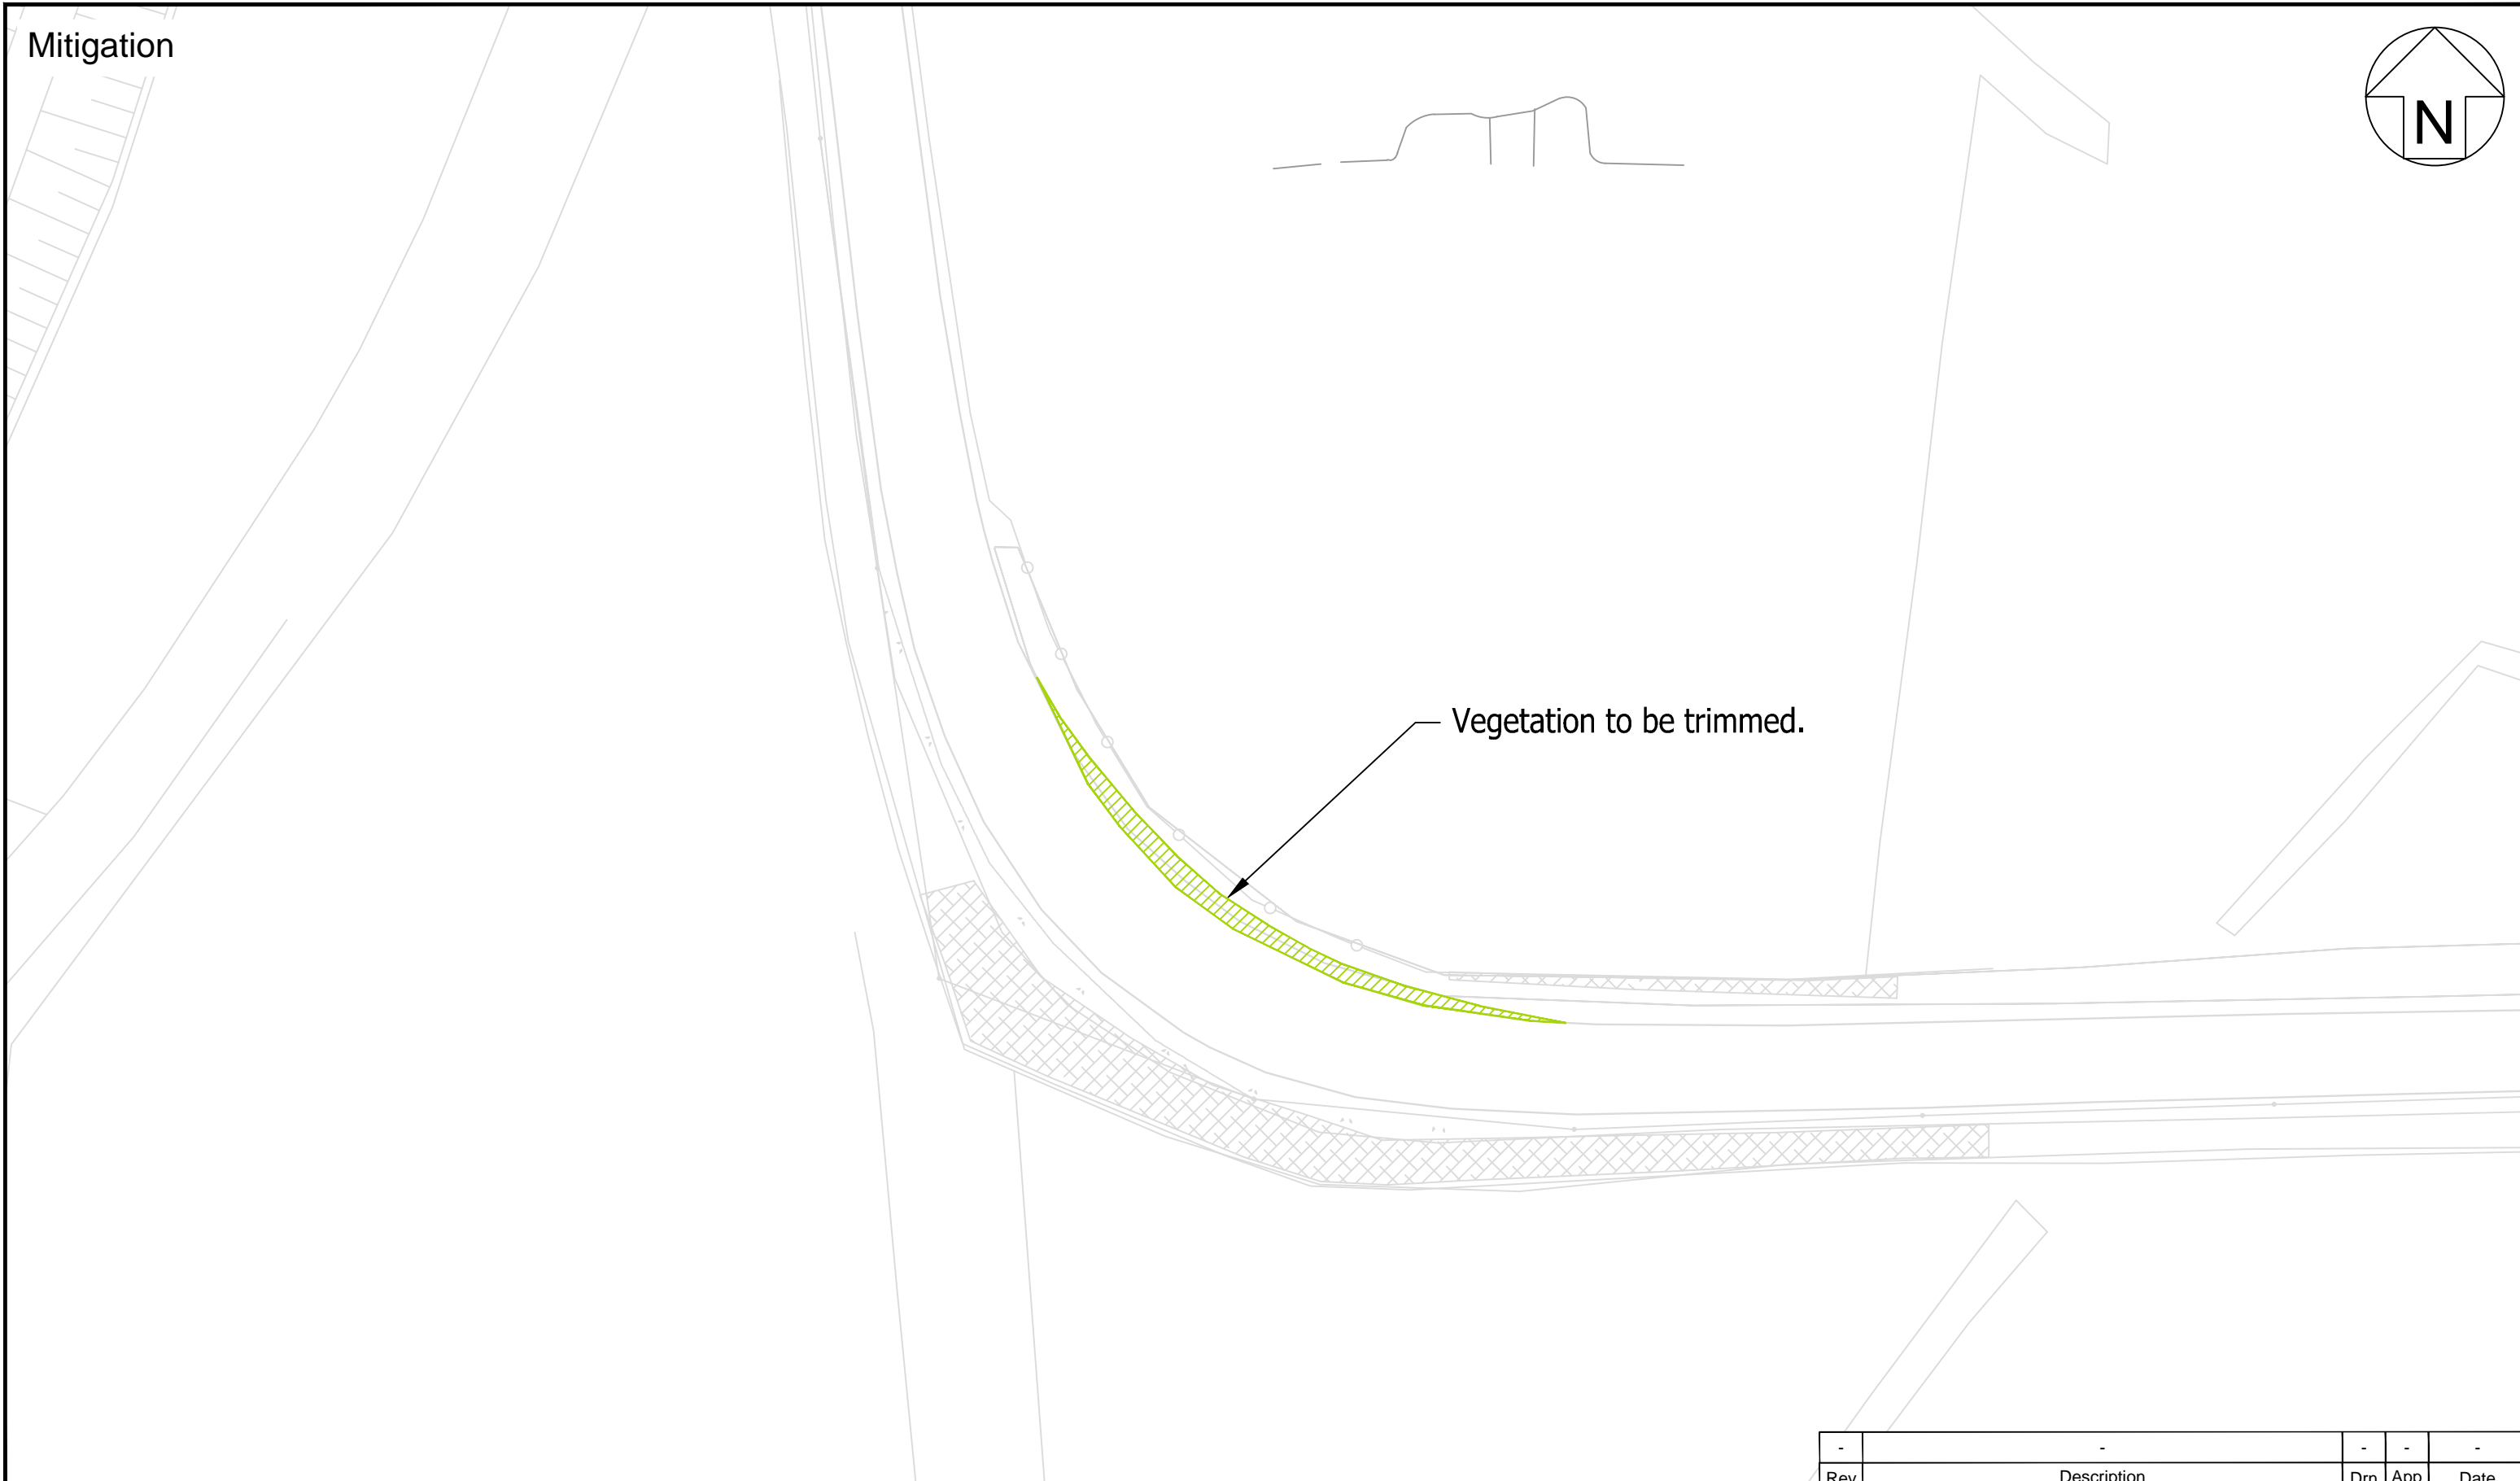 Mitigation
N
Vegetation to be trimmed.
- - - - -
Rev Description Drn App Date